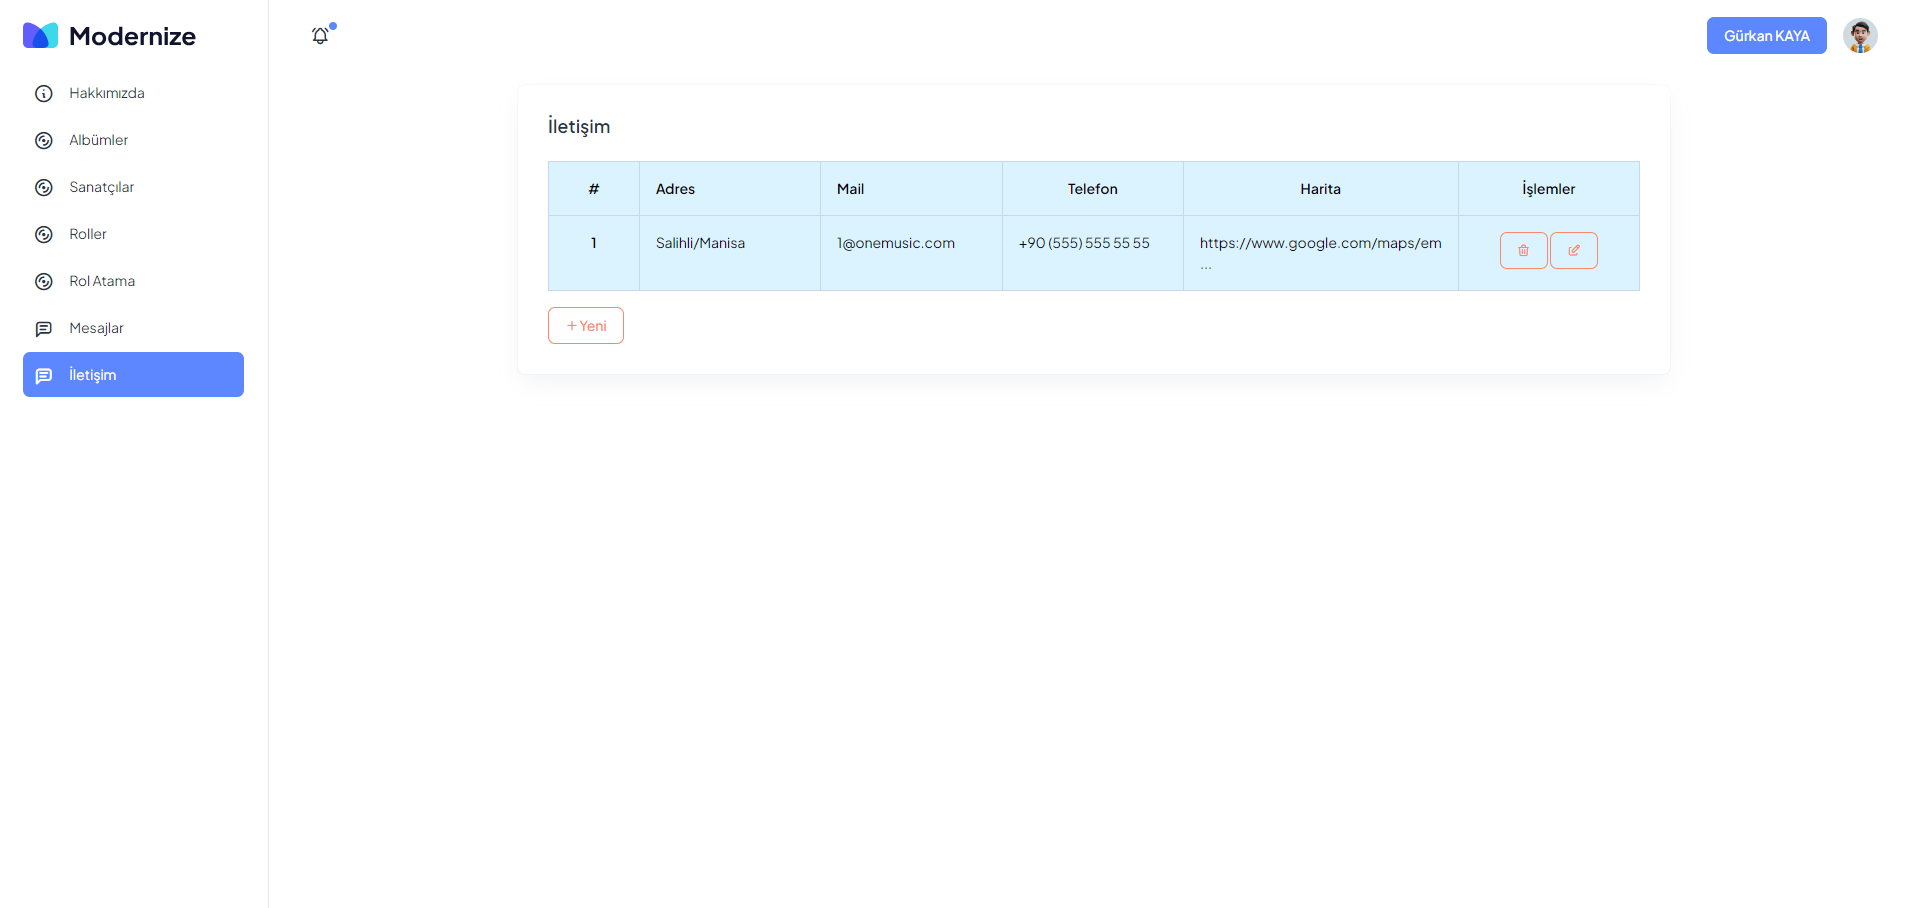 Modernize
Gürkan KAYA
Hakkımızda
Albümler
Sanatçılar
Roller
Rol Atama
Mesajlar
İletişim
İletişim
# Adres Mail Telefon Harita İşlemler
1 Salihli/Manisa 1@onemusic.com +90 (555) 555 55 55 https://www.google.com/maps/em
...
+ Yeni